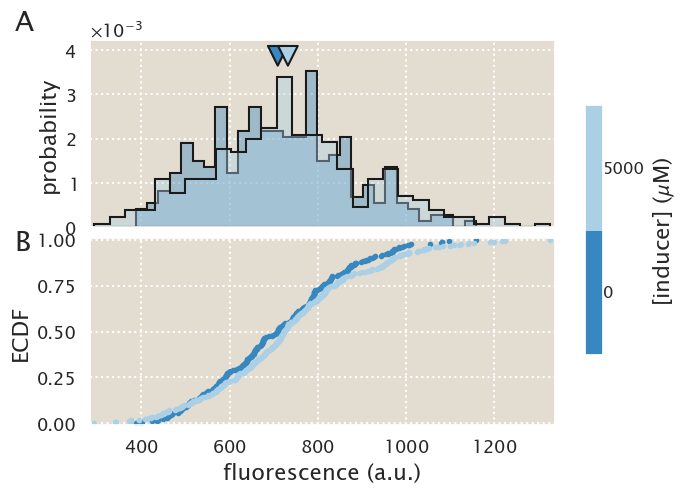 A
×10⁻³
4
3
2
1
0
probability
B
1.00
0.75
0.50
0.25
0.00
ECDF
400 600 800 1000 1200
fluorescence (a.u.)
5000
0
[inducer] (μM)